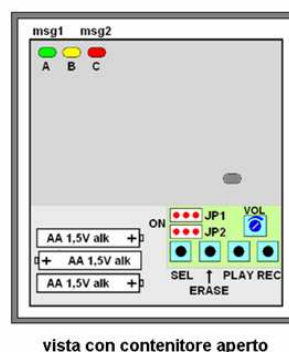 msg1 msg2
A B C
ON JP1 VOL
JP2
AA 1,5V alk +
+ AA 1,5V alk
AA 1,5V alk +
SEL ↑ PLAY REC
ERASE
vista con contenitore aperto